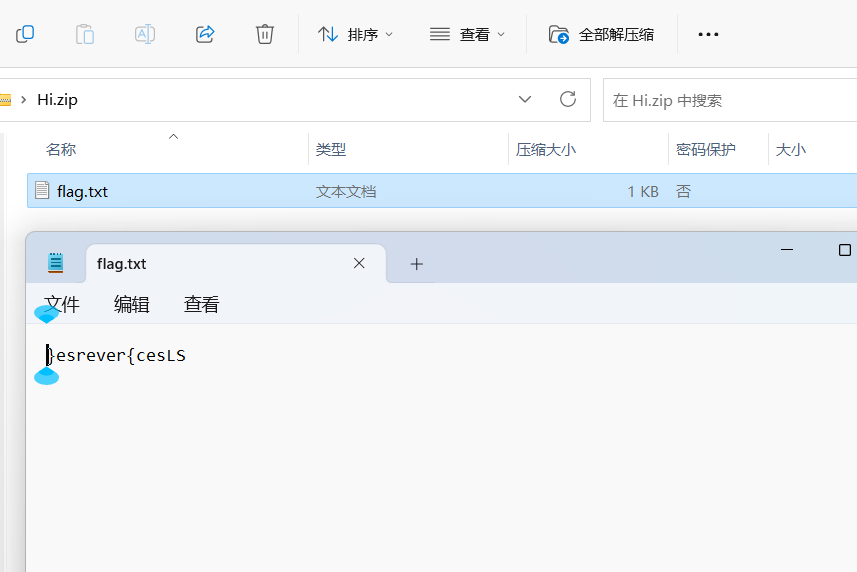 排序
查看
全部解压缩
Hi.zip
在 Hi.zip 中搜索
名称 类型 压缩大小 密码保护 大小
flag.txt 文本文档 1 KB 否
flag.txt
文件 编辑 查看
}esrever{cesLS